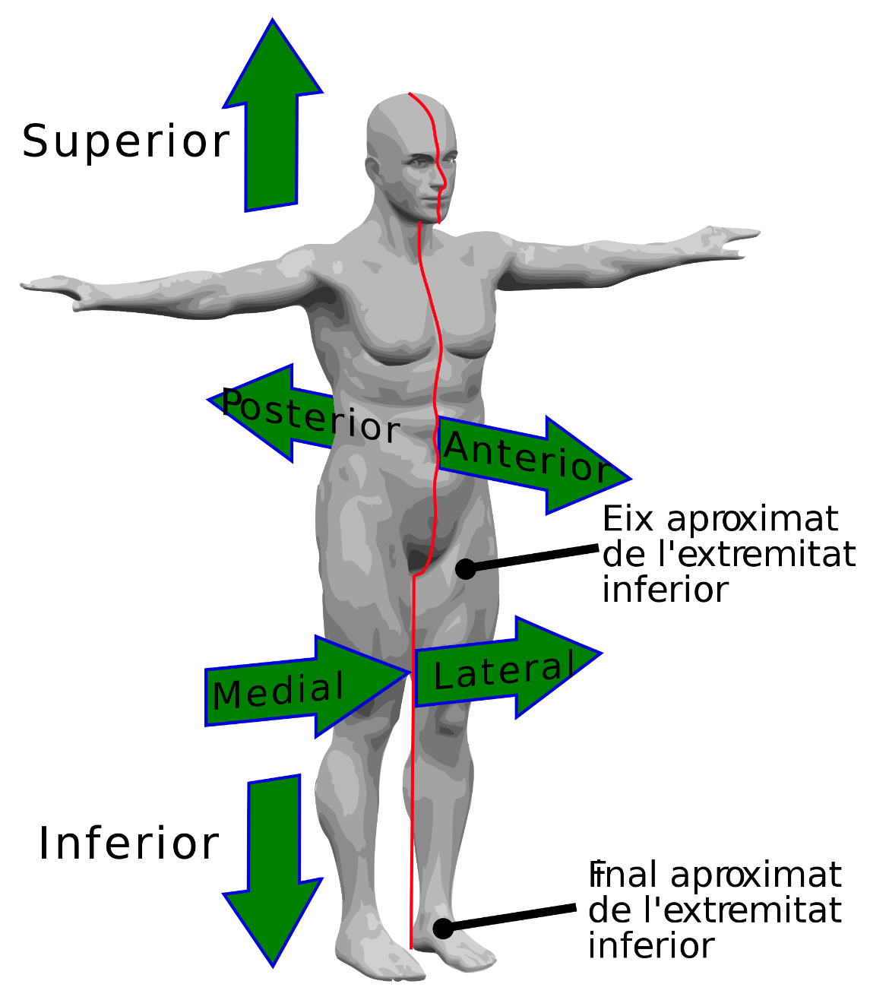 Superior
Posterior
Anterior
Eix aproximat
de l'extremitat
inferior
Medial
Lateral
Inferior
Final aproximat
de l'extremitat
inferior